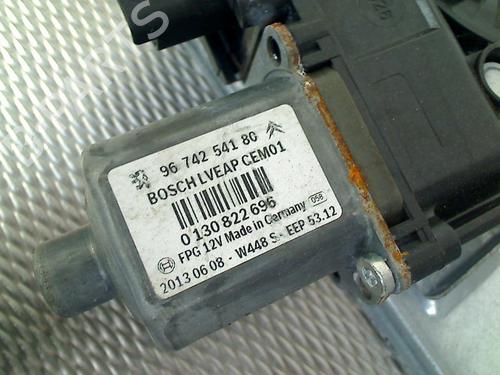 96 742 541 80
BOSCH LVEAP CEM01
0 130 822 696
FPG 12V Made in Germany 056
2013 06 08 - W448 S - EEP 53.12